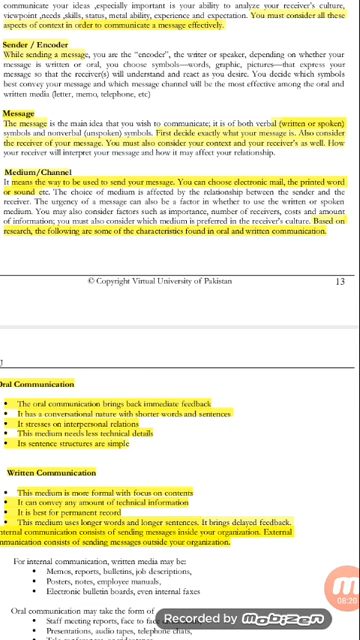 communicate your ideas ,especially important is your ability to analyze your receiver's culture,
viewpoint ,needs ,skills, status, metal ability, experience and expectation. You must consider all these
aspects of context in order to communicate a message effectively.
Sender / Encoder
While sending a message, you are the "encoder", the writer or speaker, depending on whether your
message is written or oral, you choose symbols—words, graphic, pictures—that express your
message so that the receiver(s) will understand and react as you desire. You decide which symbols
best convey your message and which message channel will be the most effective among the oral and
written media (letter, memo, telephone, etc)
Message
The message is the main idea that you wish to communicate; it is of both verbal (written or spoken)
symbols and nonverbal (unspoken) symbols. First decide exactly what your message is. Also consider
the receiver of your message. You must also consider your context and your receiver's as well. How
your receiver will interpret your message and how it may affect your relationship.
Medium/Channel
It means the way to be used to send your message. You can choose electronic mail, the printed word
or sound etc. The choice of medium is affected by the relationship between the sender and the
receiver. The urgency of a message can also be a factor in whether to use the written or spoken
medium. You may also consider factors such as importance, number of receivers, costs and amount
of information; you must also consider which medium is preferred in the receiver's culture. Based on
research, the following are some of the characteristics found in oral and written communication.
© Copyright Virtual University of Pakistan 13
U
Oral Communication
• The oral communication brings back immediate feedback
• It has a conversational nature with shorter words and sentences
• It stresses on interpersonal relations
• This medium needs less technical details
• Its sentence structures are simple
Written Communication
• This medium is more formal with focus on contents
• It can convey any amount of technical information
• It is best for permanent record
• This medium uses longer words and longer sentences. It brings delayed feedback.
nternal communication consists of sending messages inside your organization. External
mmunication consists of sending messages outside your organization.
For internal communication, written media may be:
• Memos, reports, bulletins, job descriptions,
• Posters, notes, employee manuals,
• Electronic bulletin boards, even internal faxes
Oral communication may take the form of
• Staff meeting reports, face to face
• Presentations, audio tapes, telephone chats,
M
08:20
Recorded by mobizen